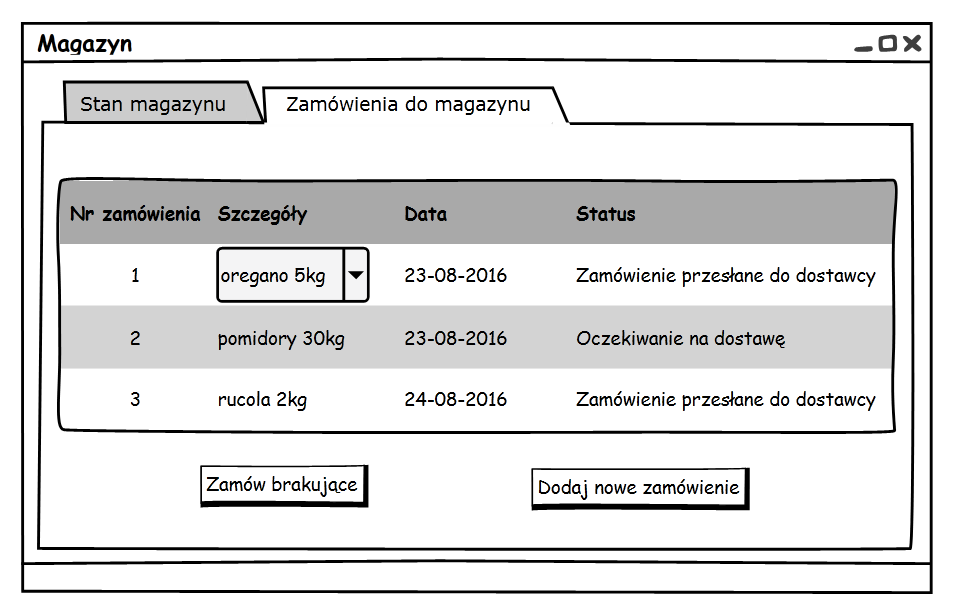 Magazyn
Stan magazynu Zamówienia do magazynu
Nr zamówienia Szczegóły Data Status
1 oregano 5kg 23-08-2016 Zamówienie przesłane do dostawcy
2 pomidory 30kg 23-08-2016 Oczekiwanie na dostawę
3 rucola 2kg 24-08-2016 Zamówienie przesłane do dostawcy
Zamów brakujące Dodaj nowe zamówienie